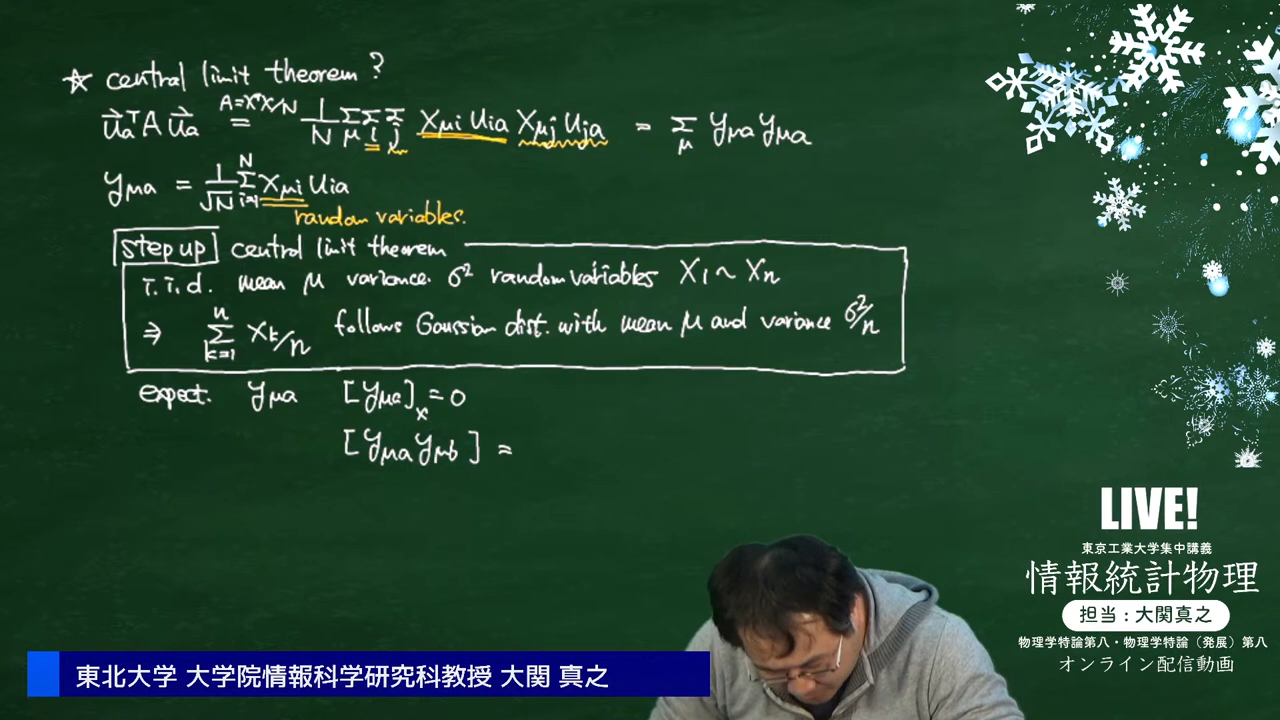 ☆ central limit theorem?
u⃗a^T A u⃗a =^{A=X^TX/N} 1/N Σμ Σi Σj Xμi Uia Xμj Uja = Σμ yμa yμa
yμa = 1/√N Σ_{i=1}^{N} Xμi Uia
random variables.
step up central limit theorem
i.i.d. mean μ variance σ² random variables X1 ~ Xn
⇒ Σ_{k=1}^{n} Xk/n follows Gaussian dist. with mean μ and variance σ²/n
expect. yμa [yμa]x = 0
[yμa yμb] =
LIVE!
東京工業大学集中講義
情報統計物理
担当:大関真之
物理学特論第八・物理学特論（発展）第八
オンライン配信動画
東北大学 大学院情報科学研究科教授 大関 真之